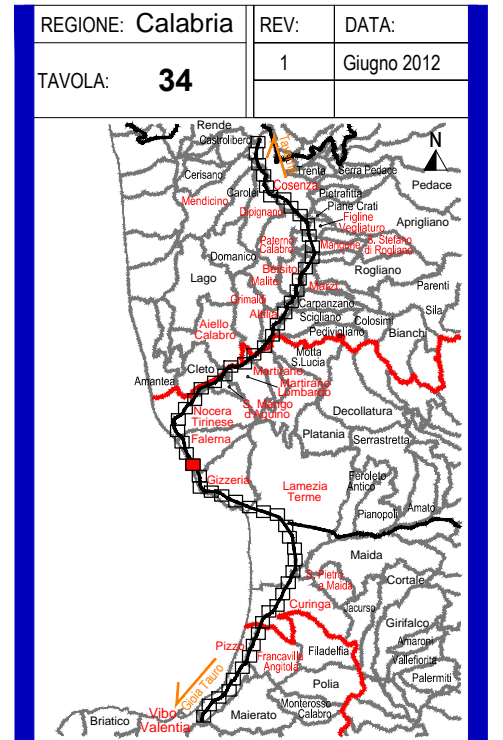 REGIONE: Calabria
REV:
DATA:
TAVOLA: 34
1
Giugno 2012
Rende
Castrolibero
N
Taranto
Trenta
Serra Pedace
Cerisano
Cosenza
Pedace
Carolei
Pietrafitta
Mendicino
Piane Crati
Dipignano
Figline
Vegliaturo
Aprigliano
Paterno
Calabro
Mangone
S. Stefano
di Rogliano
Domanico
Belsito
Rogliano
Lago
Malito
Marzi
Parenti
Grimaldi
Carpanzano
Altilia
Scigliano
Sila
Aiello
Calabro
Colosimi
Pedivigliano
Bianchi
Motta
S.Lucia
Cleto
Martirano
Amantea
Martirano
Lombardo
S. Mango
d'Aquino
Nocera
Tirinese
Decollatura
Platania
Falerna
Serrastretta
Gizzeria
Lamezia
Terme
Feroleto
Antico
Pianopoli
Amato
Maida
S. Pietro
a Maida
Cortale
Curinga
Jacurso
Girifalco
Pizzo
Amaroni
Francavilla
Angitola
Filadelfia
Vallefiorita
Gioia Tauro
Polia
Palermiti
Monterosso
Calabro
Vibo
Valentia
Maierato
Briatico